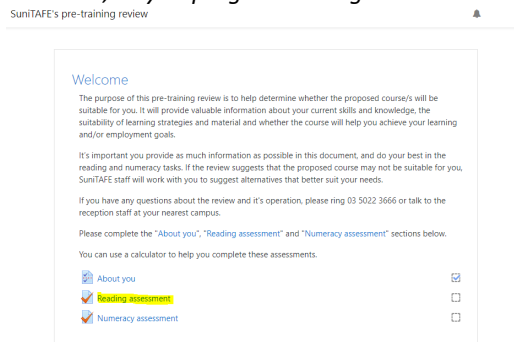 SuniTAFE's pre-training review
Welcome
The purpose of this pre-training review is to help determine whether the proposed course/s will be
suitable for you. It will provide valuable information about your current skills and knowledge, the
suitability of learning strategies and material and whether the course will help you achieve your learning
and/or employment goals.
It's important you provide as much information as possible in this document, and do your best in the
reading and numeracy tasks. If the review suggests that the proposed course may not be suitable for you,
SuniTAFE staff will work with you to suggest alternatives that better suit your needs.
If you have any questions about the review and it's operation, please ring 03 5022 3666 or talk to the
reception staff at your nearest campus.
Please complete the "About you", "Reading assessment" and "Numeracy assessment" sections below.
You can use a calculator to help you complete these assessments.
About you
Reading assessment
Numeracy assessment